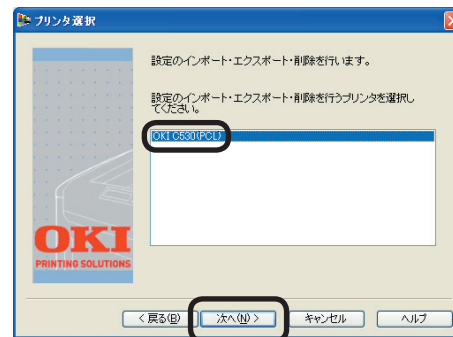 プリンタ選択
設定のインポート・エクスポート・削除を行います。
設定のインポート・エクスポート・削除を行うプリンタを選択し
てください。
OKI C530(PCL)
OKI
PRINTING SOLUTIONS
< 戻る(B)
次へ(N) >
キャンセル
ヘルプ